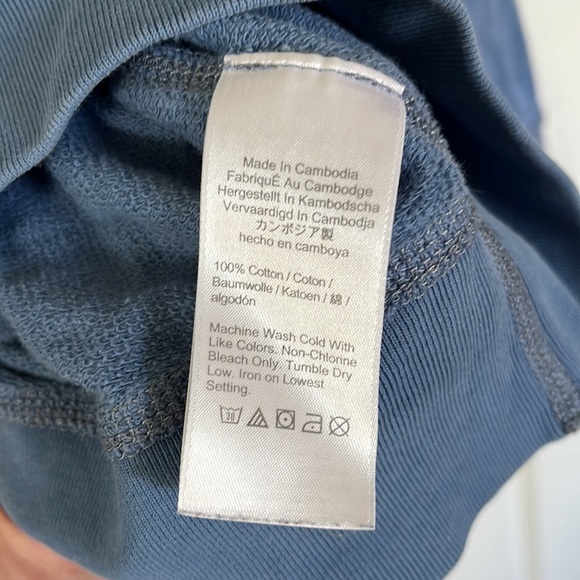 Made In Cambodia
FabriquÉ Au Cambodge
Hergestellt In Kambodscha
Vervaardigd In Cambodja
カンボジア製
hecho en camboya
100% Cotton / Coton /
Baumwolle / Katoen / 綿 /
algodón
Machine Wash Cold With
Like Colors. Non-Chlorine
Bleach Only. Tumble Dry
Low. Iron on Lowest
Setting.
30